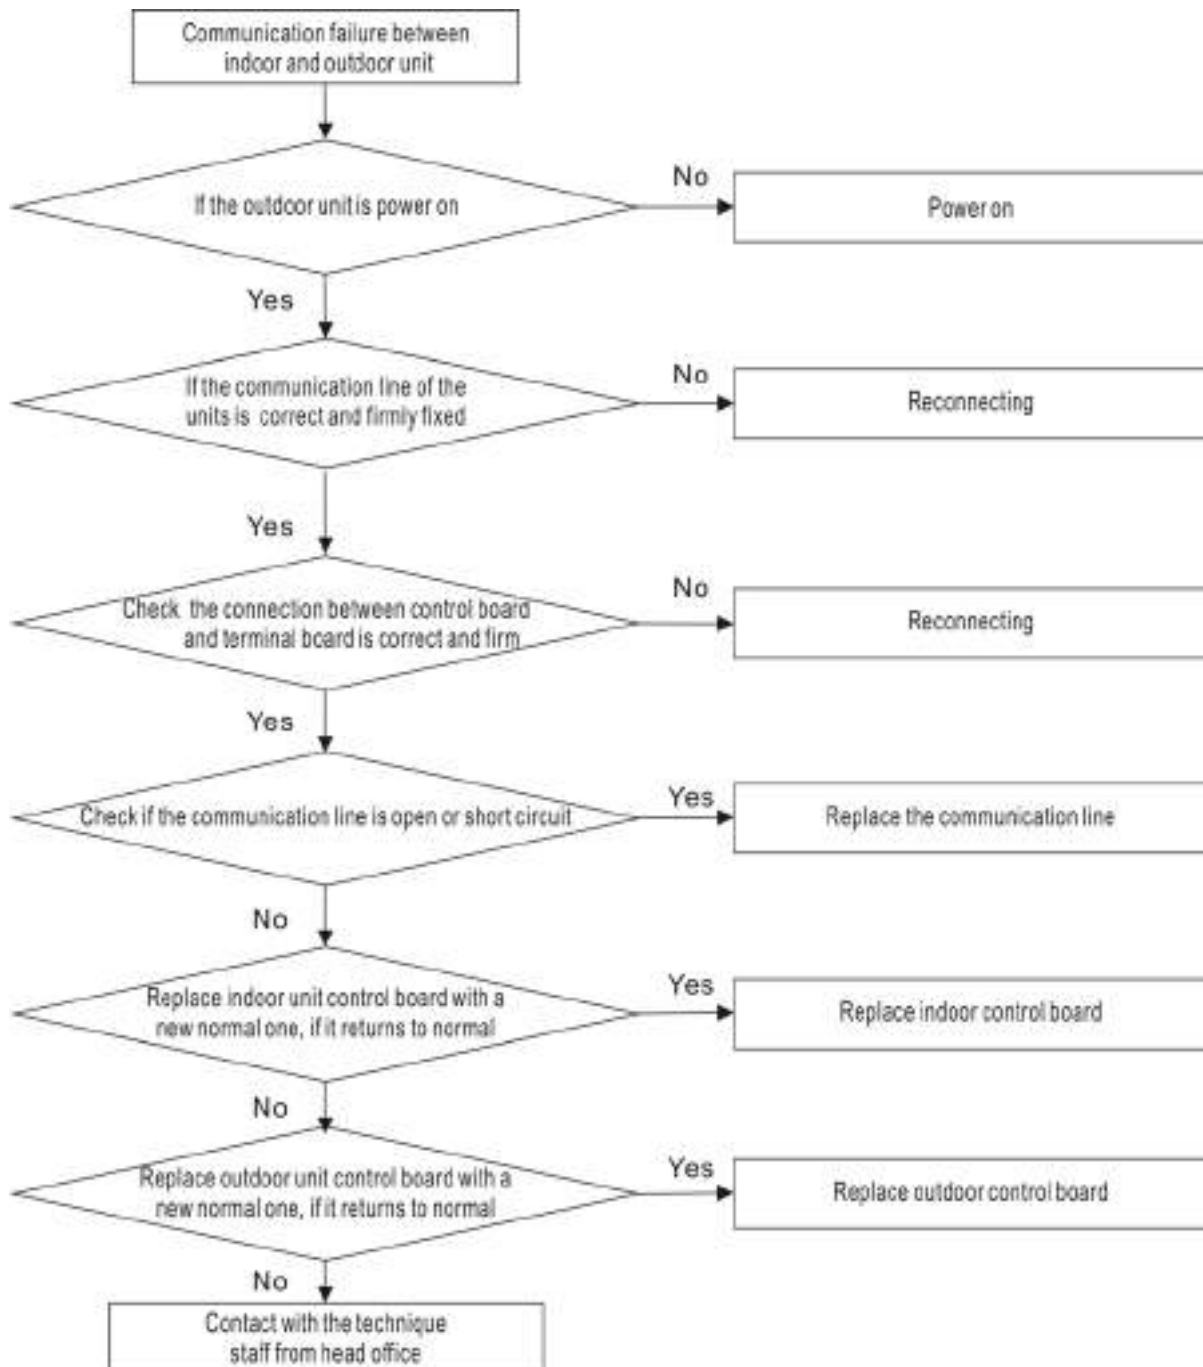 Communication failure between
indoor and outdoor unit
If the outdoor unit is power on
No
Power on
Yes
If the communication line of the
units is correct and firmly fixed
No
Reconnecting
Yes
Check the connection between control board
and terminal board is correct and firm
No
Reconnecting
Yes
Check if the communication line is open or short circuit
Yes
Replace the communication line
No
Replace indoor unit control board with a
new normal one, if it returns to normal
Yes
Replace indoor control board
No
Replace outdoor unit control board with a
new normal one, if it returns to normal
Yes
Replace outdoor control board
No
Contact with the technique
staff from head office